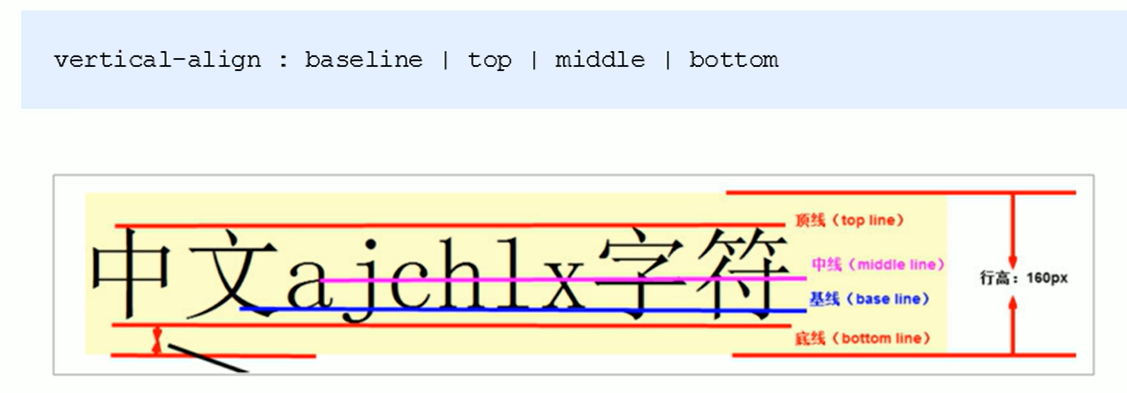 vertical-align : baseline | top | middle | bottom
顶线（top line）
中文ajchlx字符
中线（middle line）
行高：160px
基线（base line）
底线（bottom line）